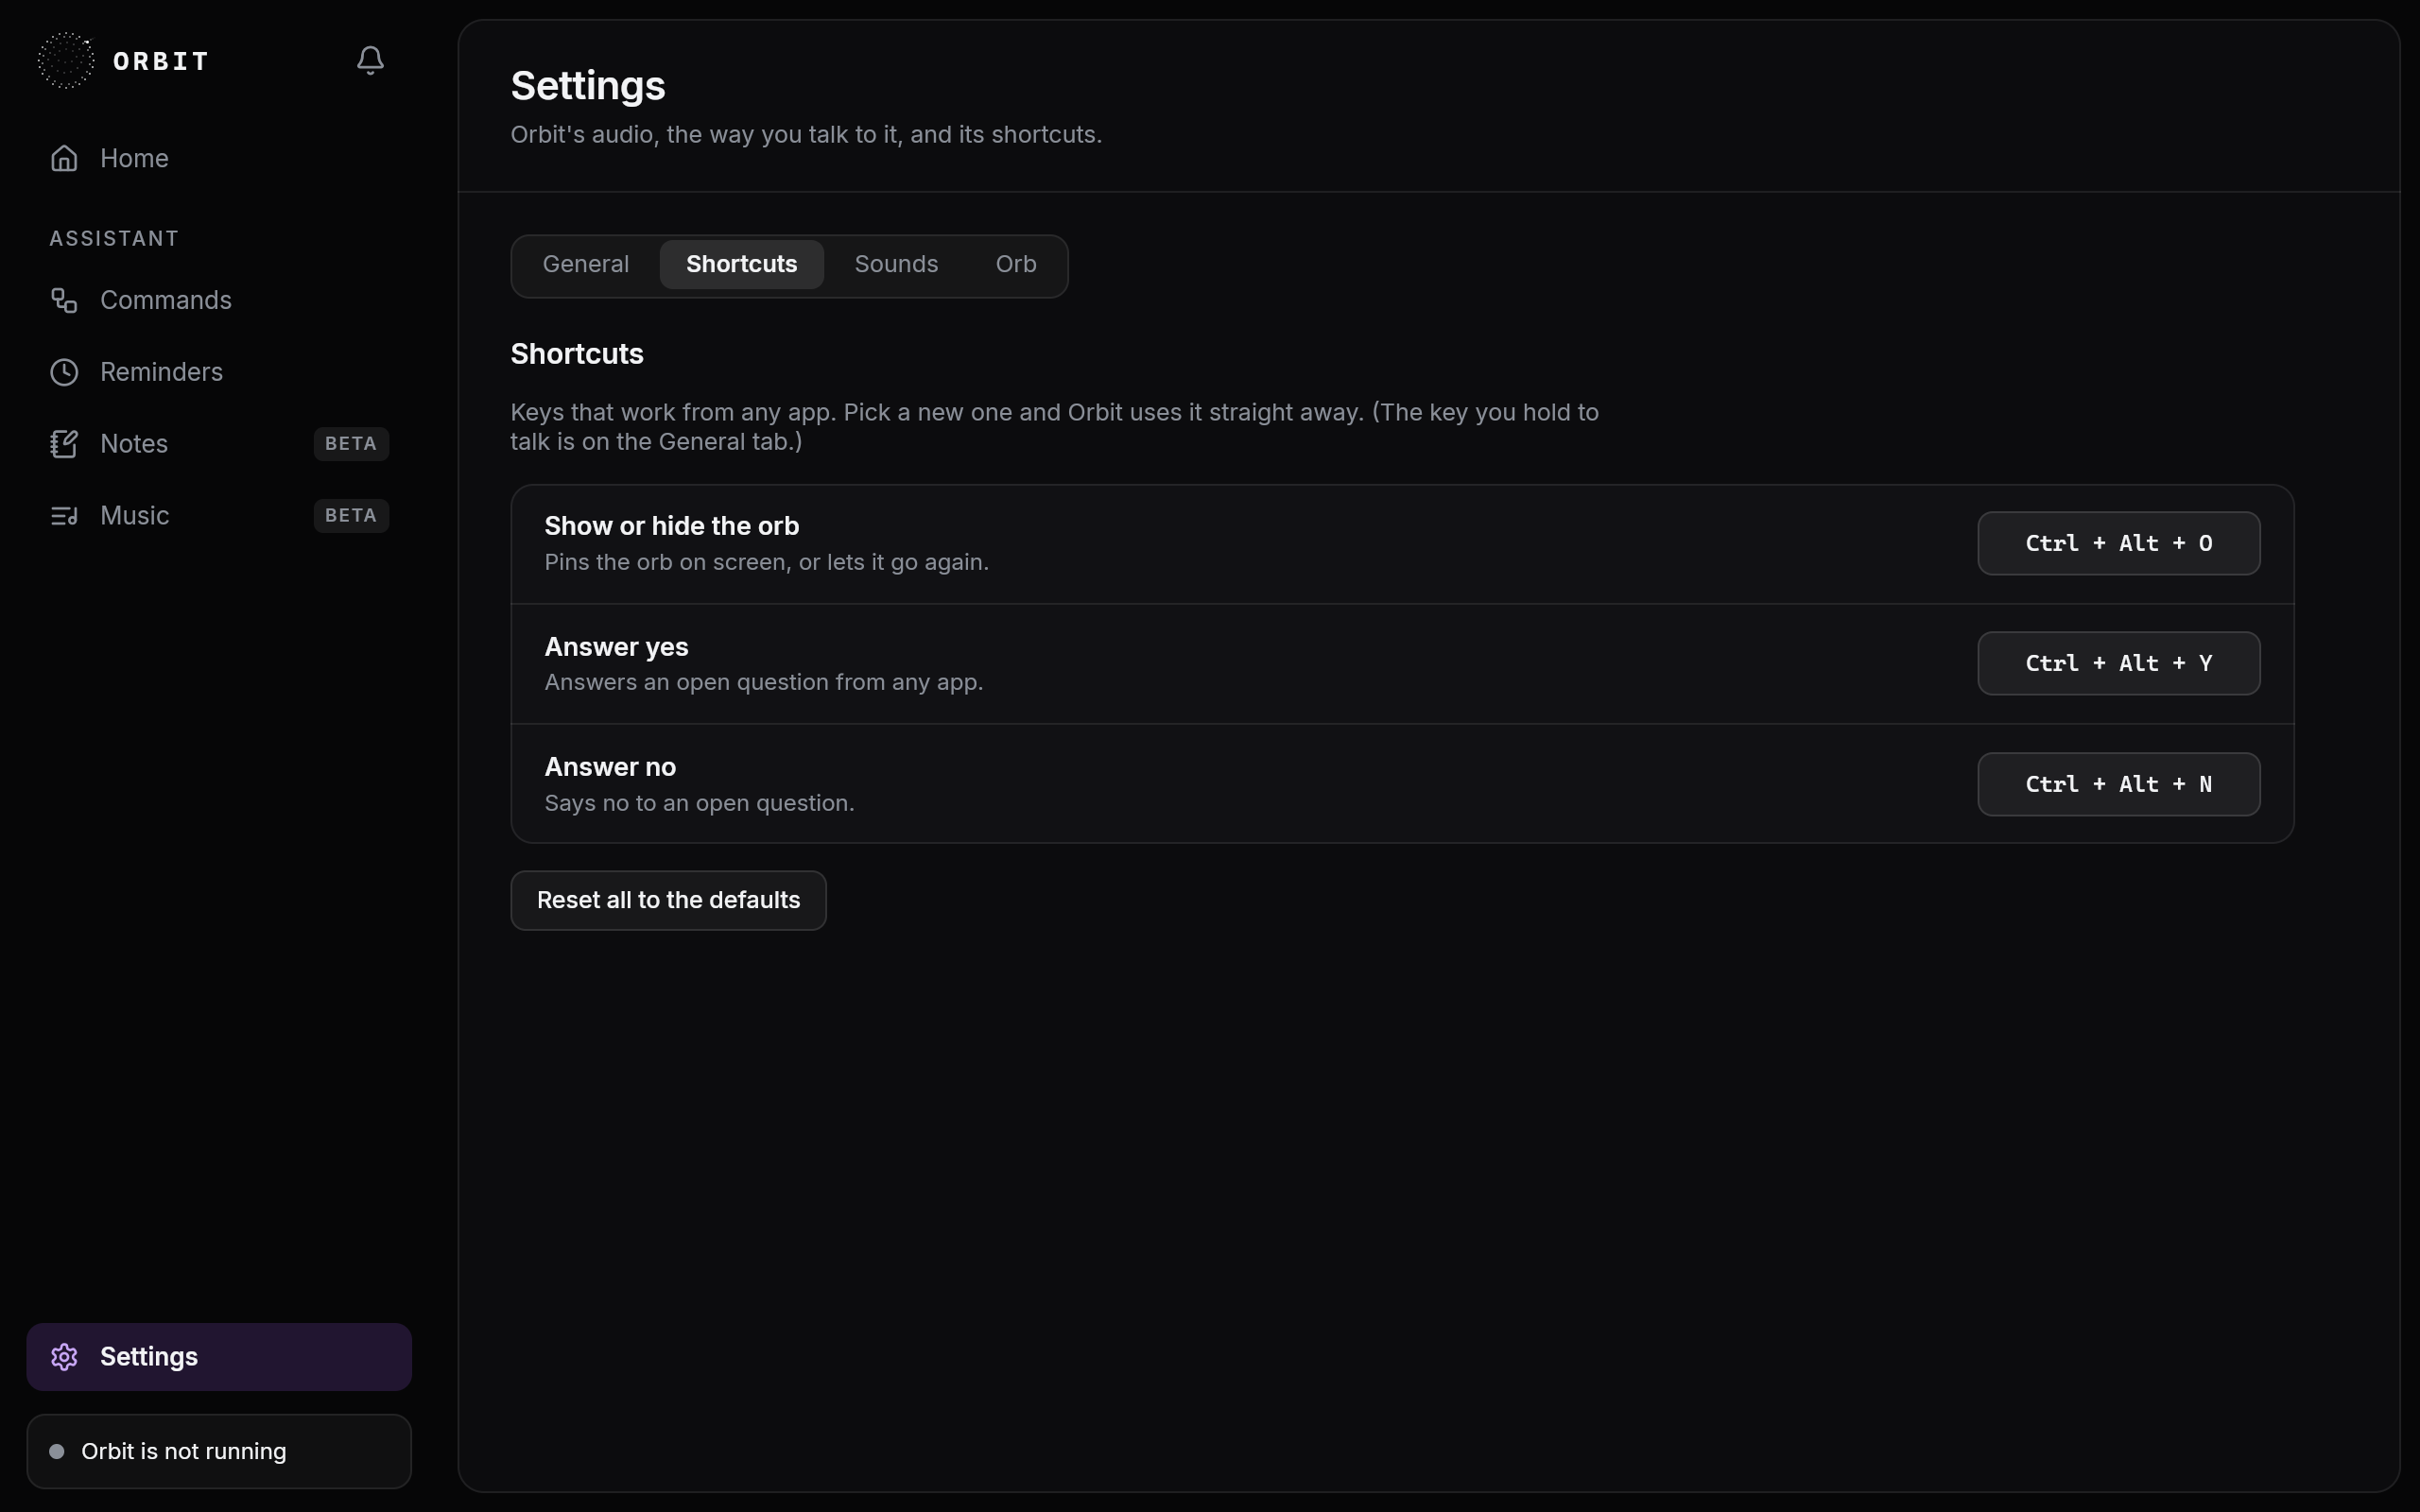 ORBIT
Home
ASSISTANT
Commands
Reminders
Notes BETA
Music BETA
Settings
Orbit is not running
Settings
Orbit's audio, the way you talk to it, and its shortcuts.
General Shortcuts Sounds Orb
Shortcuts
Keys that work from any app. Pick a new one and Orbit uses it straight away. (The key you hold to
talk is on the General tab.)
Show or hide the orb
Pins the orb on screen, or lets it go again.
Ctrl + Alt + O
Answer yes
Answers an open question from any app.
Ctrl + Alt + Y
Answer no
Says no to an open question.
Ctrl + Alt + N
Reset all to the defaults